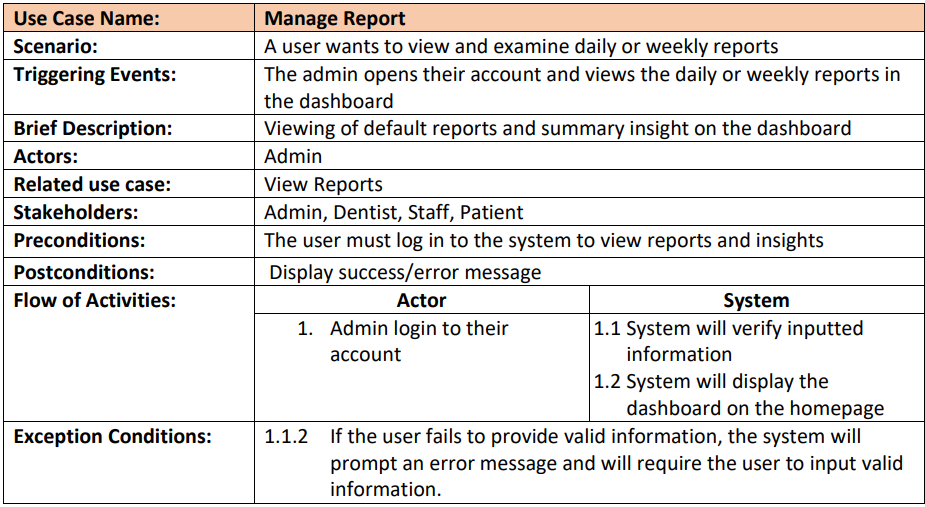 Use Case Name: Manage Report
Scenario: A user wants to view and examine daily or weekly reports
Triggering Events: The admin opens their account and views the daily or weekly reports in
the dashboard
Brief Description: Viewing of default reports and summary insight on the dashboard
Actors: Admin
Related use case: View Reports
Stakeholders: Admin, Dentist, Staff, Patient
Preconditions: The user must log in to the system to view reports and insights
Postconditions: Display success/error message
Flow of Activities: Actor System
1. Admin login to their 1.1 System will verify inputted
account information
1.2 System will display the
dashboard on the homepage
Exception Conditions: 1.1.2 If the user fails to provide valid information, the system will
prompt an error message and will require the user to input valid
information.